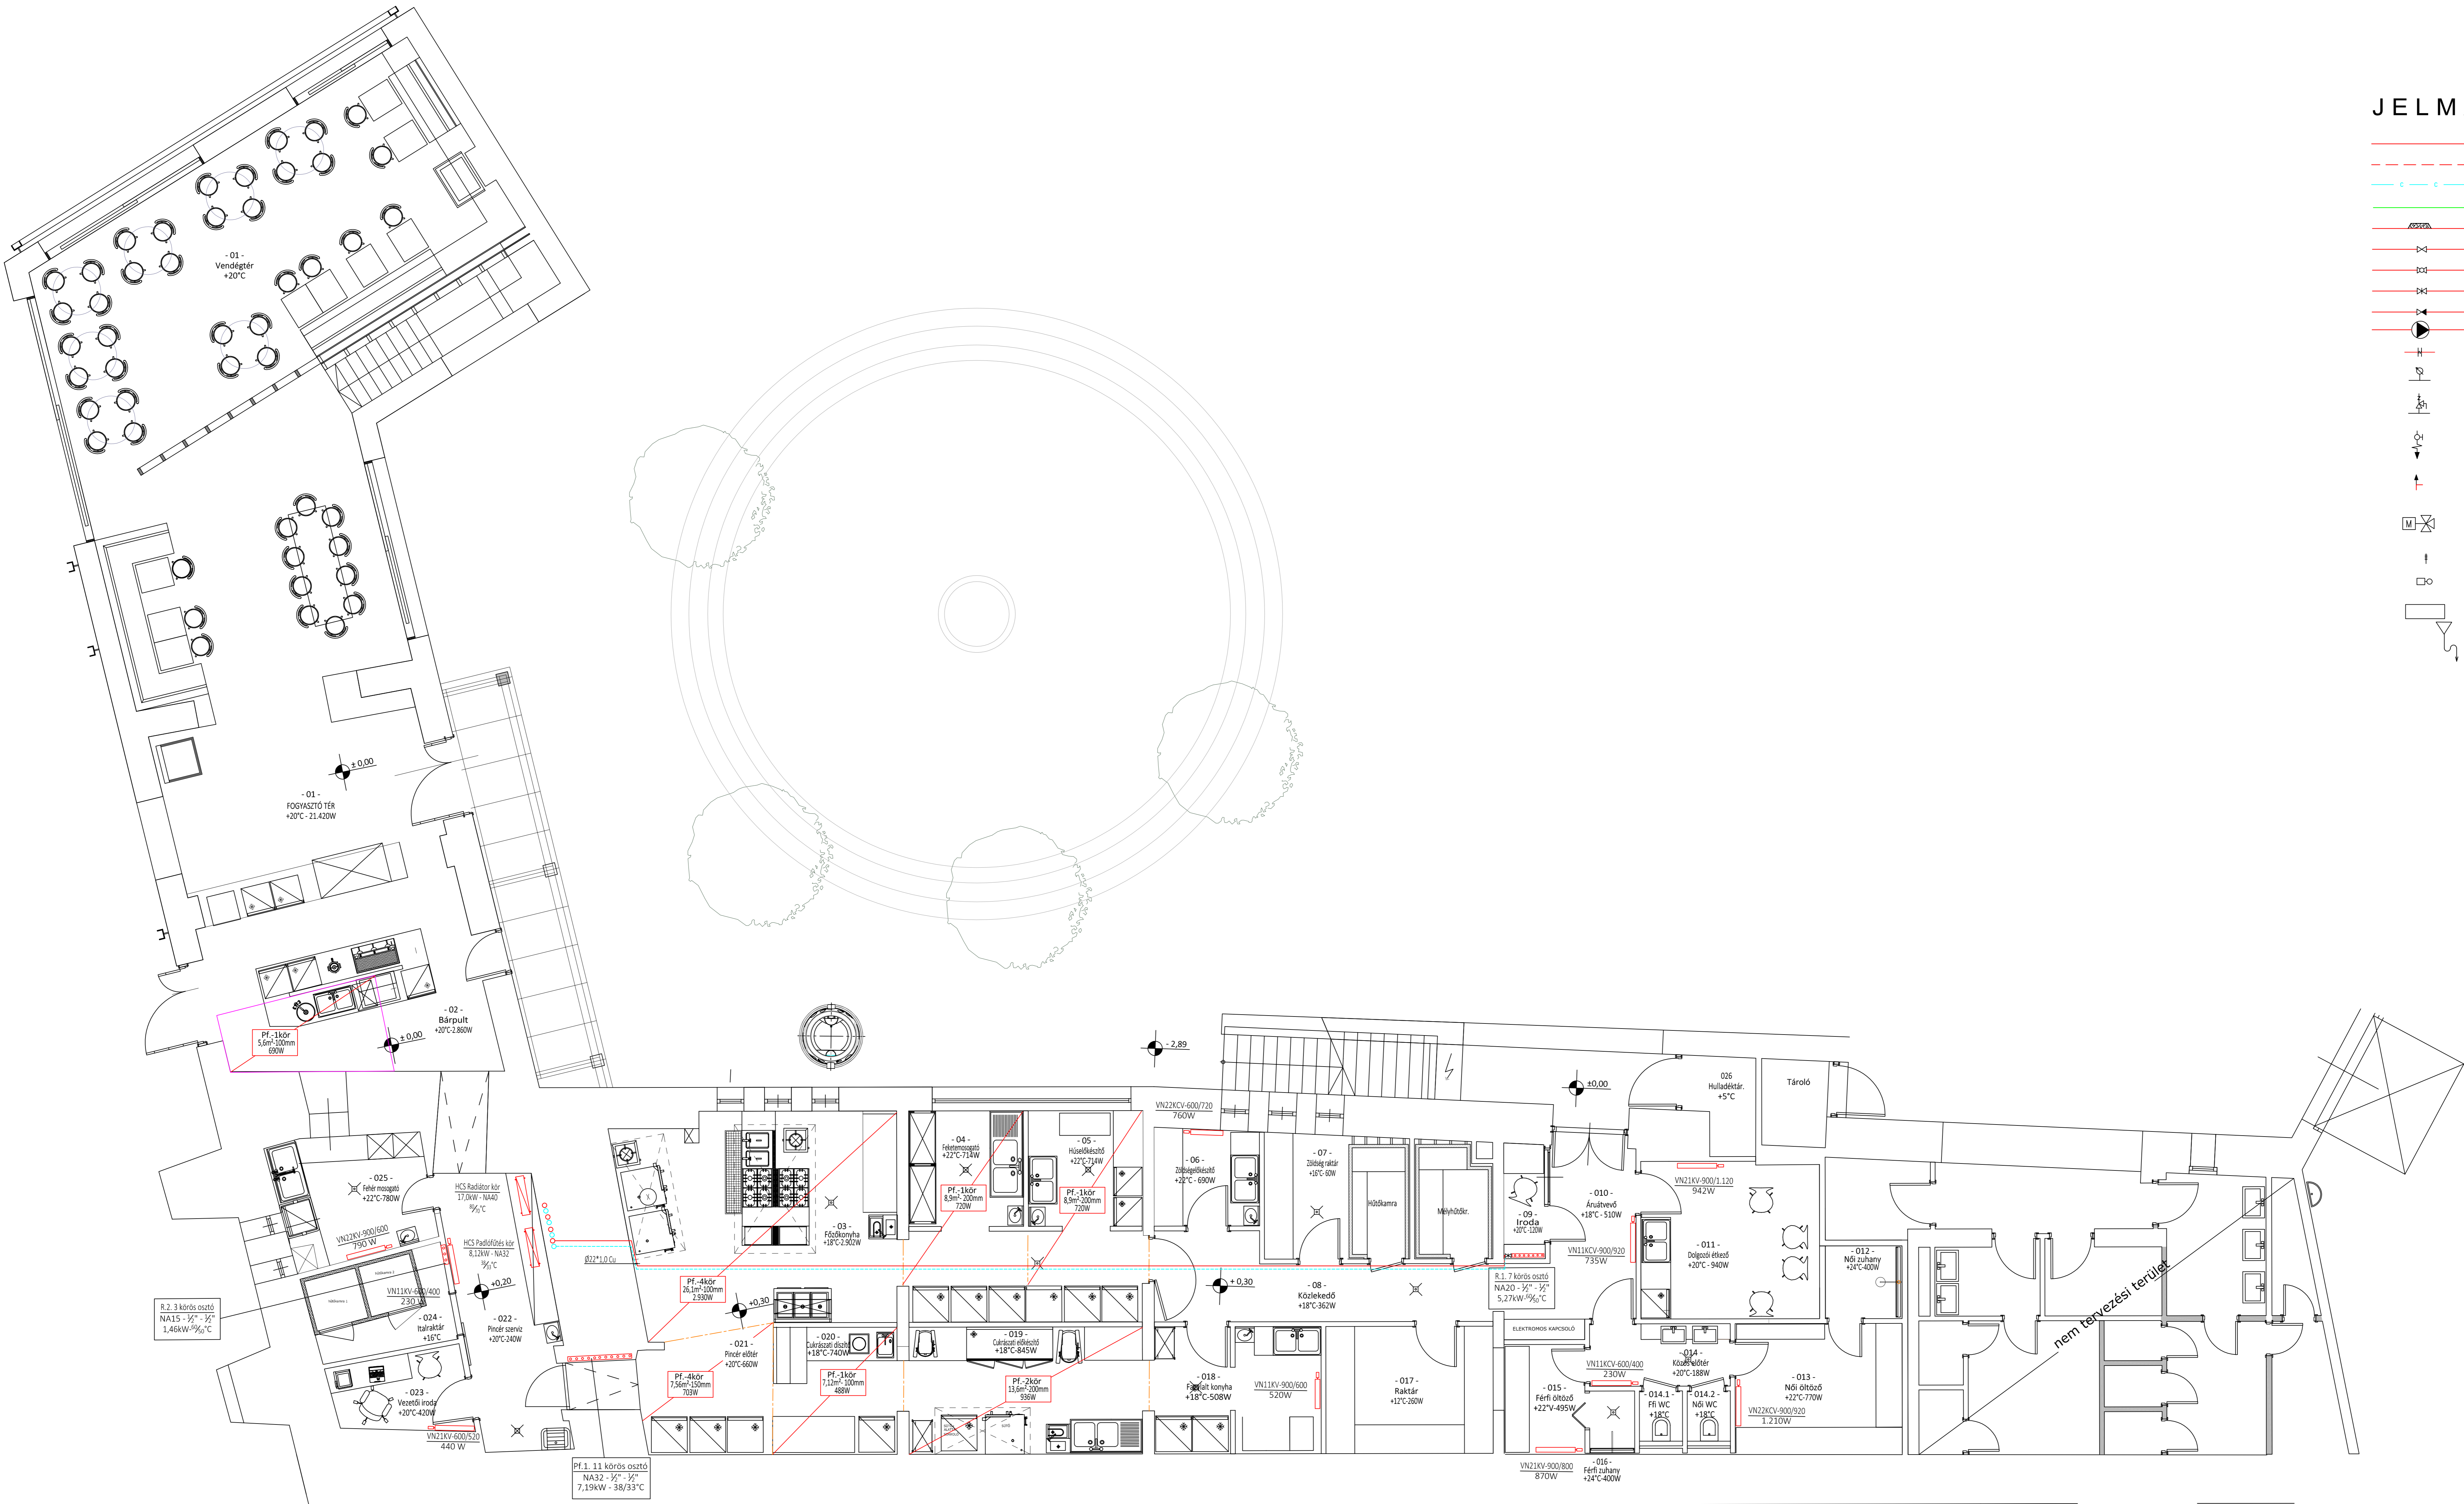 JELM
c c
M
- 01 -
Vendégtér
+20°C
± 0,00
- 01 -
FOGYASZTÓ TÉR
+20°C - 21.420W
- 02 -
Bárpult
+20°C-2.860W
± 0,00
Pf.-1kör
5,6m²-100mm
690W
- 2,89
±0,00
026
Hulladéktár.
+5°C
Tároló
- 025 -
Fehér mosogató
+22°C-780W
HCS Radiátor kör
17,0kW - NA40
HCS Padlófűtés kör
8,12kW - NA32
VN22KV-900/600
790 W
VN11KV-600/400
230 W
+0,20
- 024 -
Italraktár
+16°C
- 022 -
Pincér szerviz
+20°C-240W
R.2. 3 körös osztó
NA15 - ½" - ½"
1,46kW-60/50°C
- 023 -
Vezetői iroda
+20°C-420W
VN21KV-600/520
440 W
Pf.1. 11 körös osztó
NA32 - ½" - ½"
7,19kW - 38/33°C
Ø22*1,0 Cu
- 03 -
Főzőkonyha
+18°C-2.902W
Pf.-4kör
26,1m²-100mm
2.930W
+0,30
- 021 -
Pincér előtér
+20°C-660W
Pf.-4kör
7,56m²-150mm
703W
- 020 -
Cukrászati díszítő
+18°C-740W
Pf.-1kör
7,12m²- 100mm
488W
- 04 -
Feketemosogató
+22°C-714W
Pf.-1kör
8,9m²- 200mm
720W
- 05 -
Húselőkészítő
+22°C-714W
Pf.-1kör
8,9m²-200mm
720W
- 019 -
Cukrászati előkészítő
+18°C-845W
Pf.-2kör
13,6m²-200mm
936W
VN22KCV-600/720
760W
- 06 -
Zöldségelőkészítő
+22°C - 690W
- 07 -
Zöldség raktár
+16°C- 60W
Hűtőkamra
Mélyhűtőkr.
+ 0,30
- 08 -
Közlekedő
+18°C-362W
- 018 -
+18°C-508W
VN11KV-900/600
520W
- 017 -
Raktár
+12°C-260W
- 09 -
Iroda
+20°C -120W
R.1. 7 körös osztó
NA20 - ½" - ½"
5,27kW-60/50°C
- 010 -
Áruátvevő
+18°C - 510W
VN11KCV-900/920
735W
VN21KV-900/1.120
942W
- 011 -
Dolgozói étkező
+20°C - 940W
- 012 -
Női zuhany
+24°C-400W
ELEKTROMOS KAPCSOLÓ
VN11KCV-600/400
230W
- 014 -
Közös előtér
+20°C-188W
- 015 -
Férfi öltöző
+22°V-495W
- 014.1 -
Ffi WC
+18°C
- 014.2 -
Női WC
+18°C
- 013 -
Női öltöző
+22°C-770W
VN22KCV-900/920
1.210W
VN21KV-900/800
870W
- 016 -
Férfi zuhany
+24°C-400W
nem tervezési terület